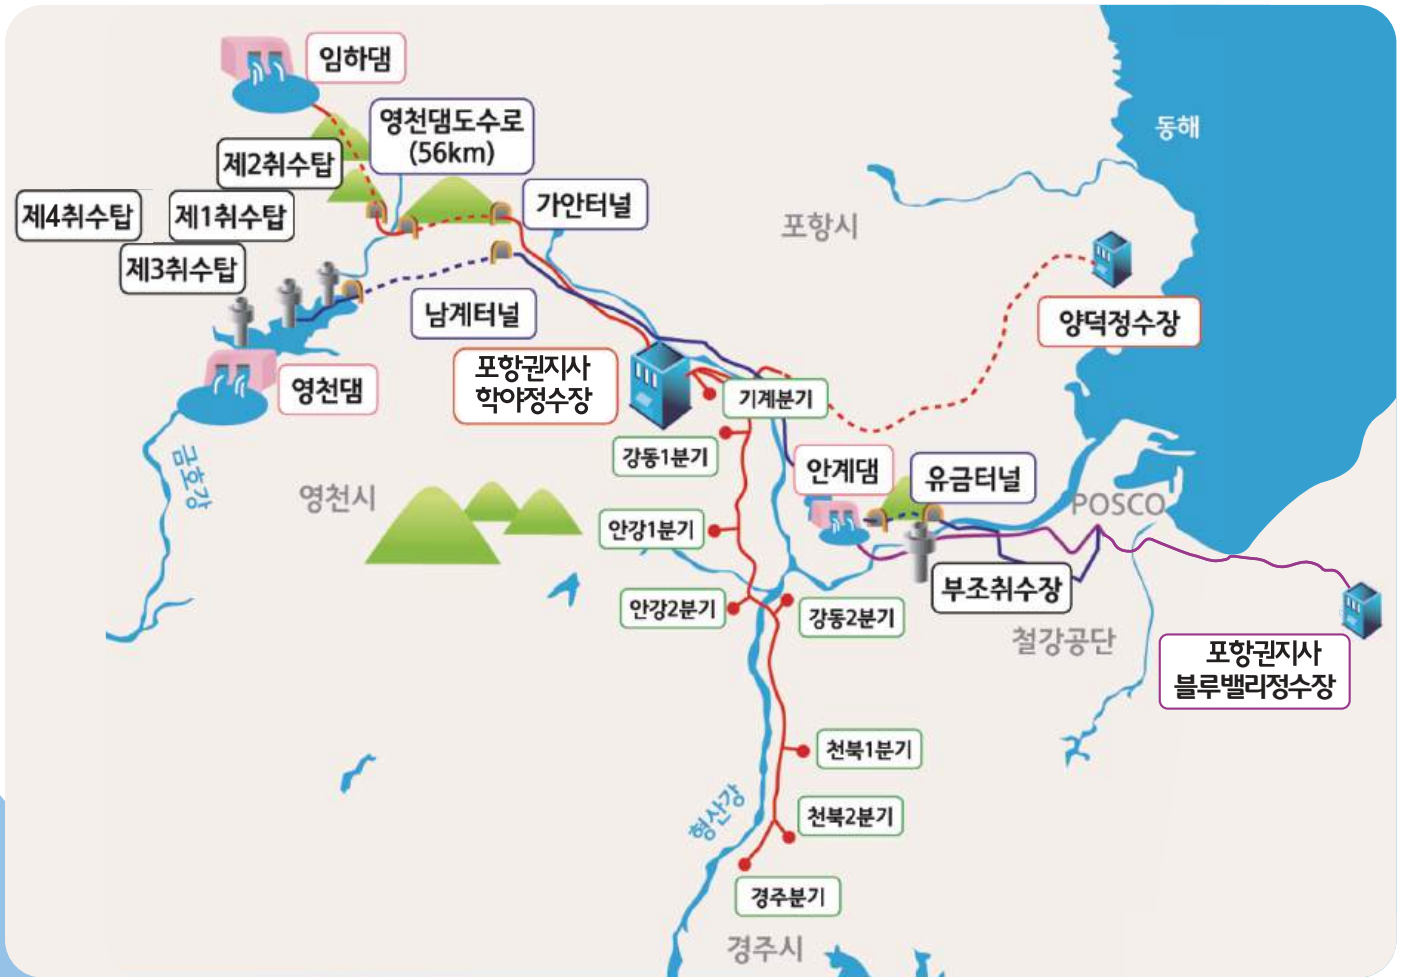 임하댐
영천댐도수로
(56km)
동해
제2취수탑
제4취수탑
제1취수탑
가안터널
포항시
제3취수탑
남계터널
양덕정수장
포항권지사
학야정수장
영천댐
기계분기
금호강
강동1분기
안계댐
유금터널
영천시
POSCO
안강1분기
부조취수장
안강2분기
강동2분기
철강공단
포항권지사
블루밸리정수장
천북1분기
형산강
천북2분기
경주분기
경주시